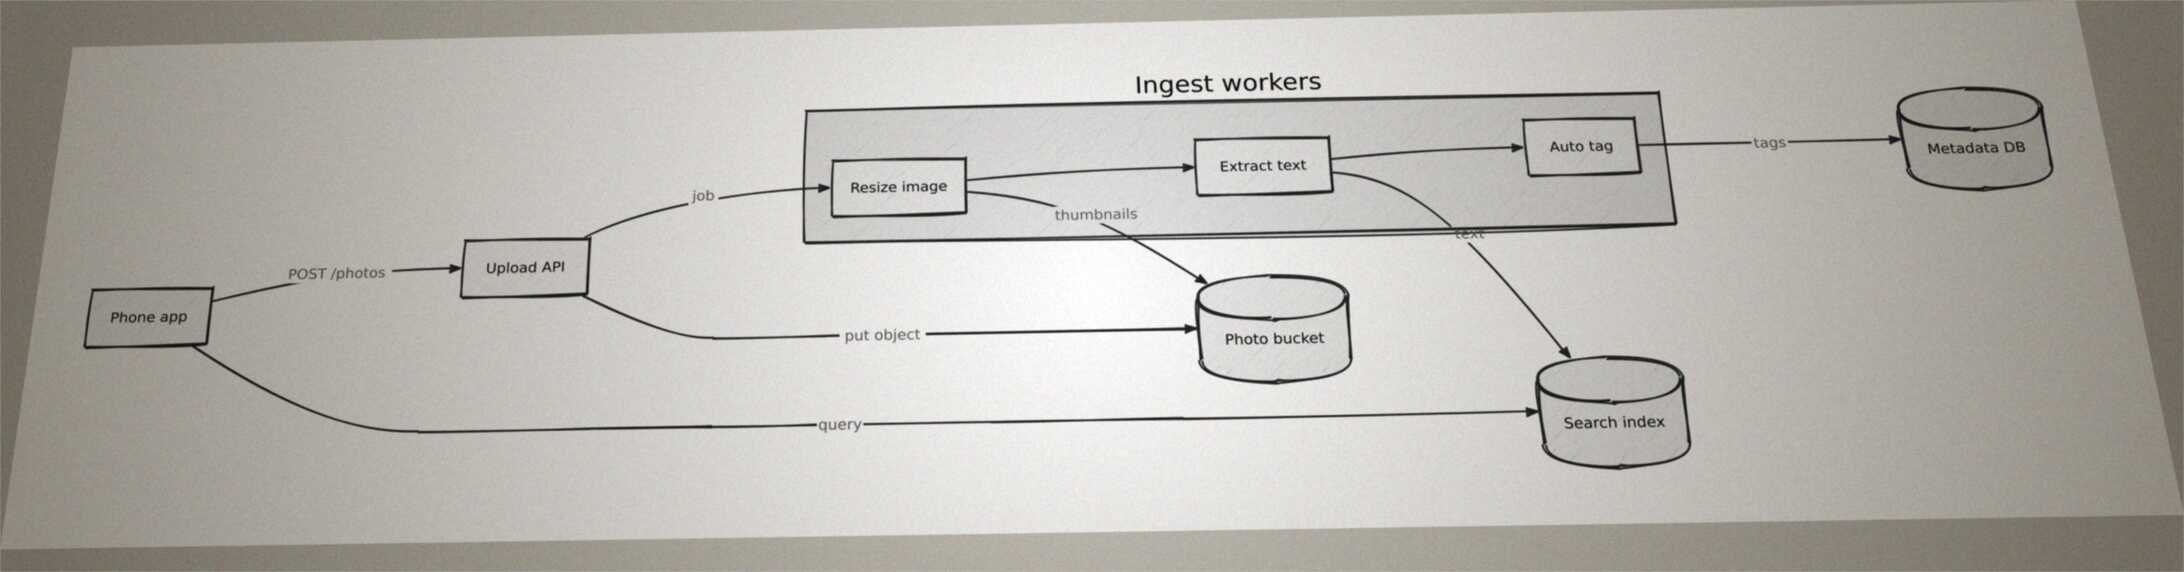 Ingest workers
Resize image
Extract text
Auto tag
tags
Metadata DB
job
thumbnails
text
POST /photos
Upload API
Phone app
put object
Photo bucket
query
Search index